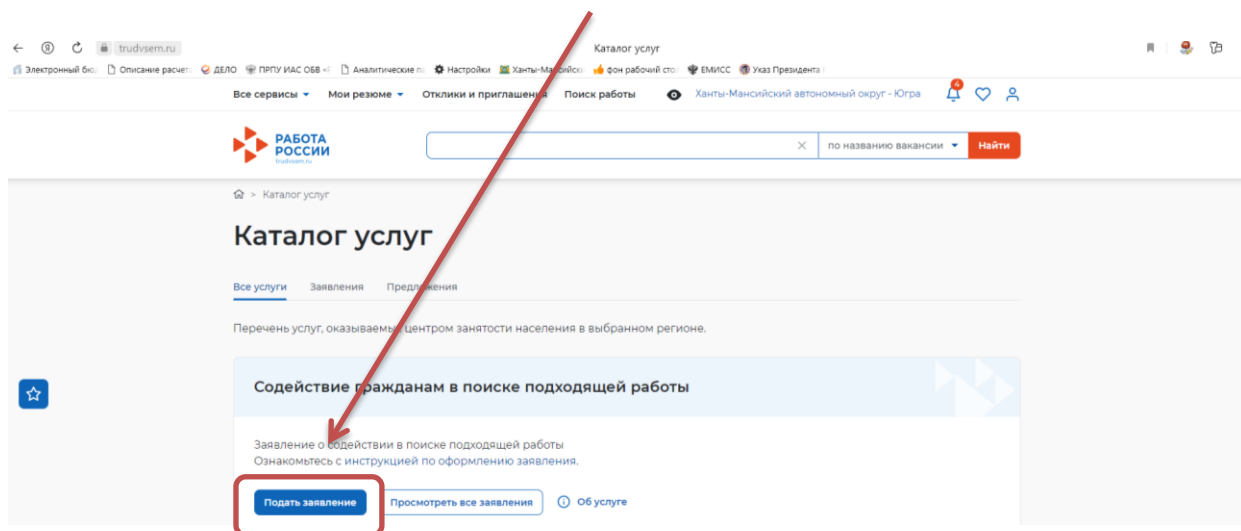 trudvsem.ru
Каталог услуг
Электронный бю Описание расчет ДЕЛО ПРПУ ИАС ОБВ Аналитические Настройки Ханты-Мансийско фон рабочий сто ЕМИСС Указ Президента
Все сервисы Мои резюме Отклики и приглашения Поиск работы Ханты-Мансийский автономный округ - Югра 4
РАБОТА
РОССИИ
trudvsem.ru
по названию вакансии Найти
> Каталог услуг
Каталог услуг
Все услуги Заявления Предложения
Перечень услуг, оказываемых центром занятости населения в выбранном регионе.
Содействие гражданам в поиске подходящей работы
Заявление о содействии в поиске подходящей работы
Ознакомьтесь с инструкцией по оформлению заявления.
Подать заявление Просмотреть все заявления Об услуге